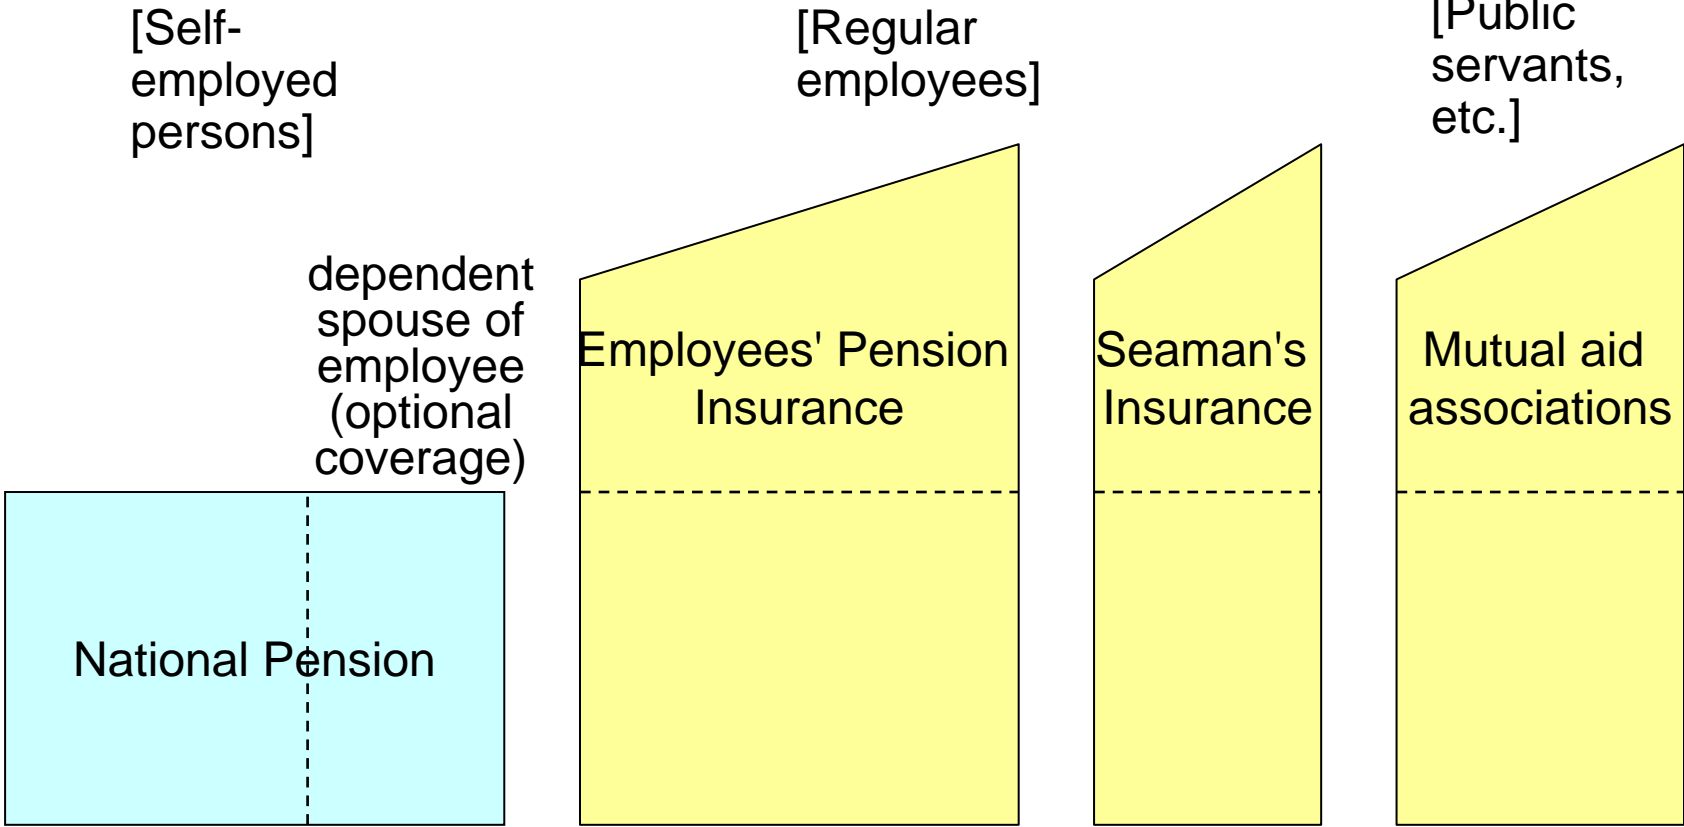 [Self-
employed
persons]
[Regular
employees]
[Public
servants,
etc.]
dependent
spouse of
employee
(optional
coverage)
Employees' Pension
Insurance
Seaman's
Insurance
Mutual aid
associations
National Pension